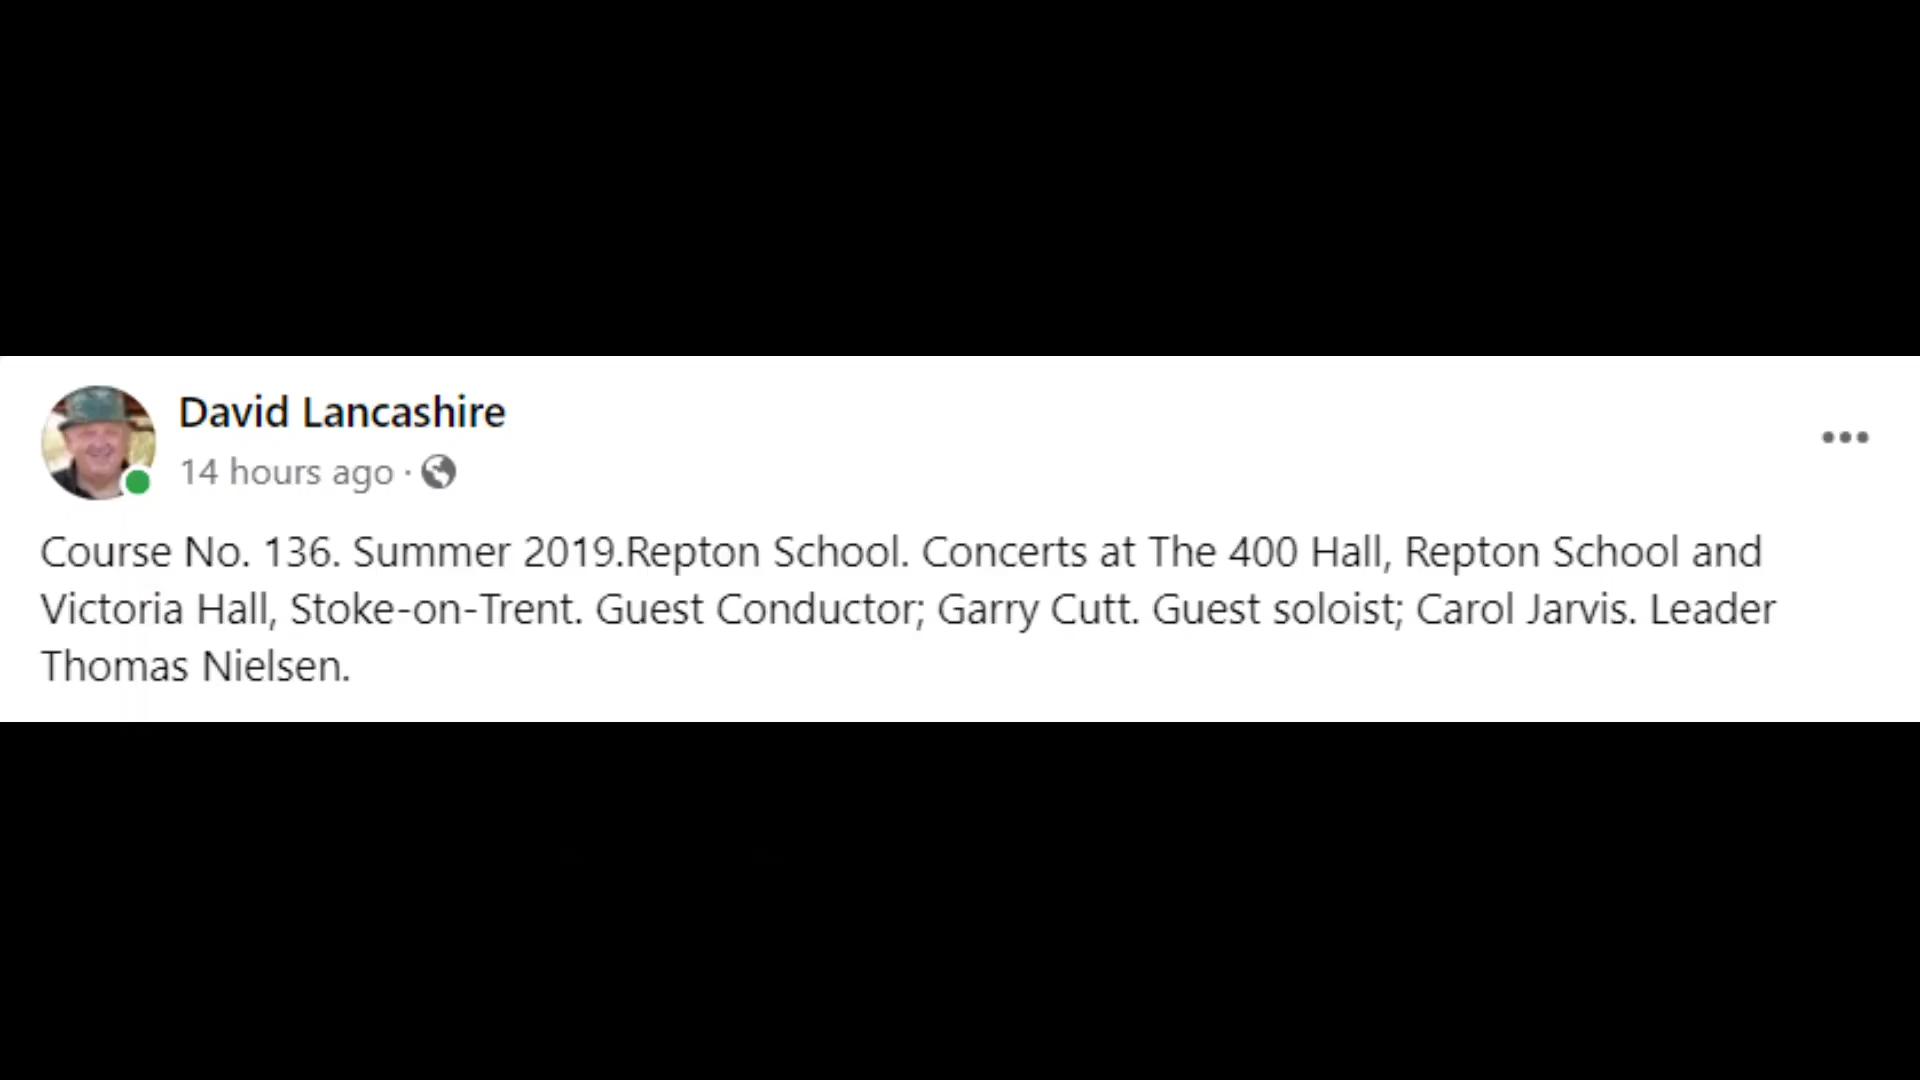 David Lancashire
14 hours ago ·
Course No. 136. Summer 2019.Repton School. Concerts at The 400 Hall, Repton School and
Victoria Hall, Stoke-on-Trent. Guest Conductor; Garry Cutt. Guest soloist; Carol Jarvis. Leader
Thomas Nielsen.